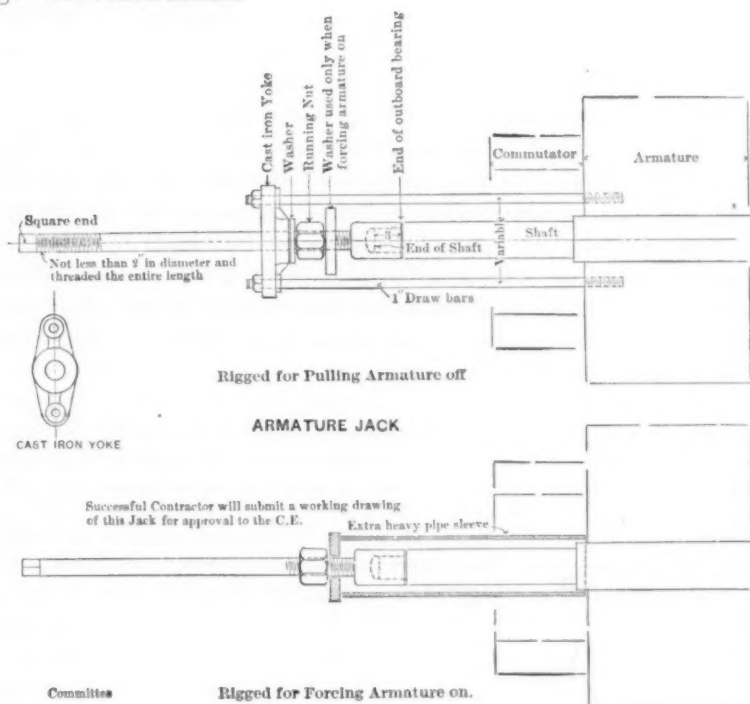 Cast iron Yoke
Washer
Running Nut
Washer used only when
forcing armature on
End of outboard bearing
Commutator
Armature
Square end
Not less than 2" in diameter and
threaded the entire length
End of Shaft
Shaft
Variable
1" Draw bars
Rigged for Pulling Armature off
CAST IRON YOKE
ARMATURE JACK
Successful Contractor will submit a working drawing
of this Jack for approval to the C.E.
Extra heavy pipe sleeve
Committee
Rigged for Forcing Armature on.